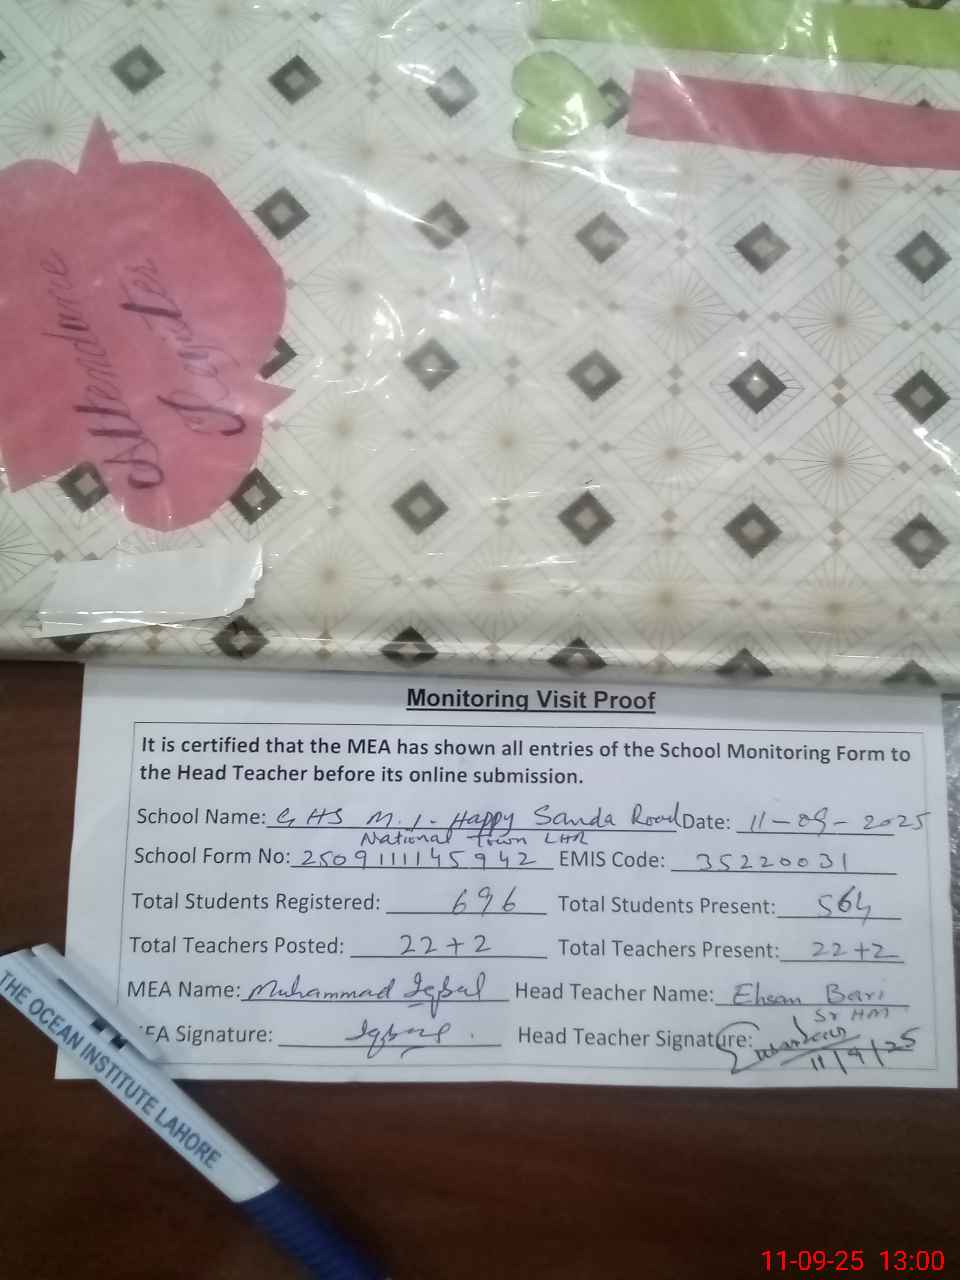 Attendance
Register
Monitoring Visit Proof
It is certified that the MEA has shown all entries of the School Monitoring Form to
the Head Teacher before its online submission.
School Name: GHS M.I. Happy Sanda Road Date: 11-09-2025
National Town LHR
School Form No: 2509111145942 EMIS Code: 35220031
Total Students Registered: 696 Total Students Present: 564
Total Teachers Posted: 22+2 Total Teachers Present: 22+2
MEA Name: Muhammad Iqbal Head Teacher Name: Ehsan Bari
Sr HM
EA Signature: Iqbal Head Teacher Signature:
11/9/25
THE OCEAN INSTITUTE LAHORE
11-09-25 13:00